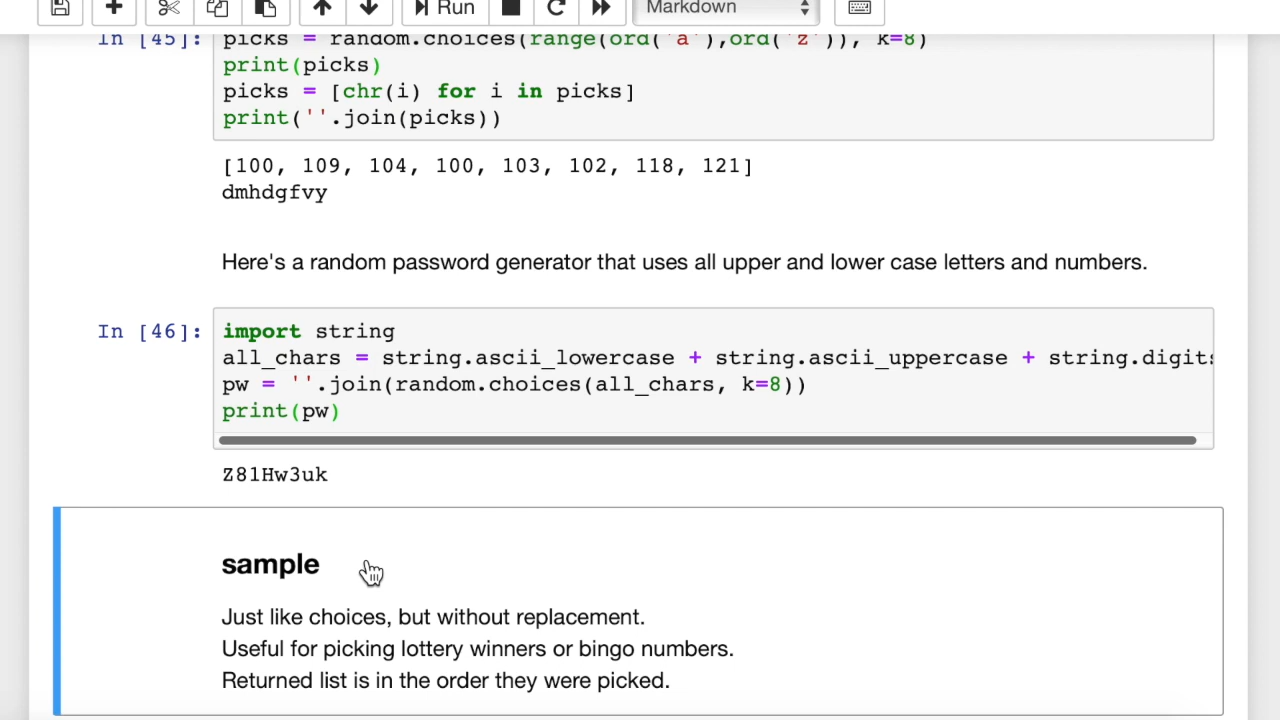 Run
Markdown
In [45]: picks = random.choices(range(ord('a'),ord('z')), k=8)
print(picks)
picks = [chr(i) for i in picks]
print(''.join(picks))
[100, 109, 104, 100, 103, 102, 118, 121]
dmhdgfvy
Here's a random password generator that uses all upper and lower case letters and numbers.
In [46]: import string
all_chars = string.ascii_lowercase + string.ascii_uppercase + string.digits
pw = ''.join(random.choices(all_chars, k=8))
print(pw)
Z81Hw3uk
sample
Just like choices, but without replacement.
Useful for picking lottery winners or bingo numbers.
Returned list is in the order they were picked.